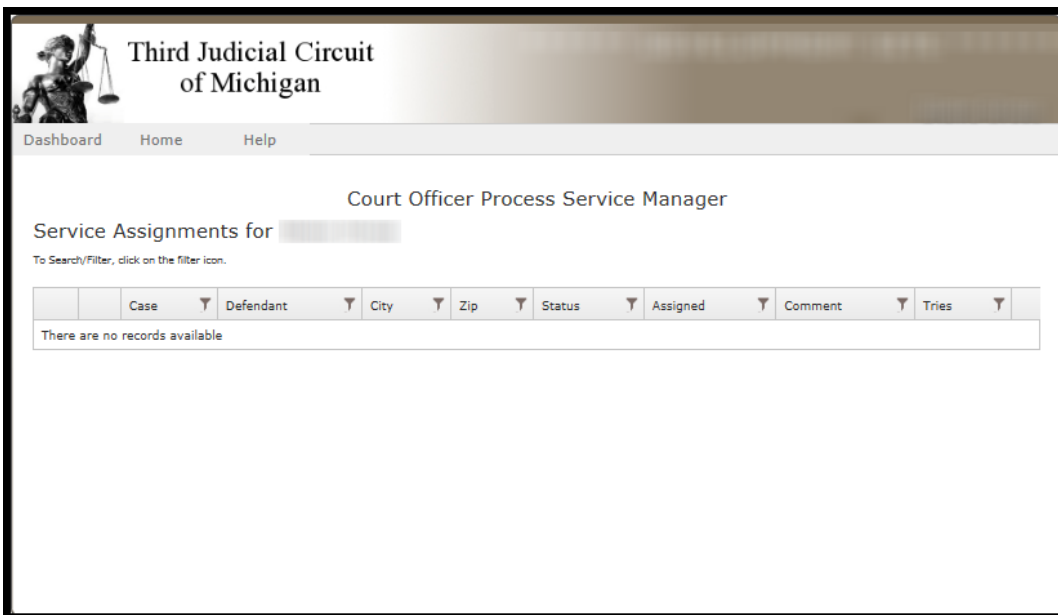 Third Judicial Circuit
of Michigan
Dashboard Home Help
Court Officer Process Service Manager
Service Assignments for
To Search/Filter, click on the filter icon.
Case Defendant City Zip Status Assigned Comment Tries
There are no records available